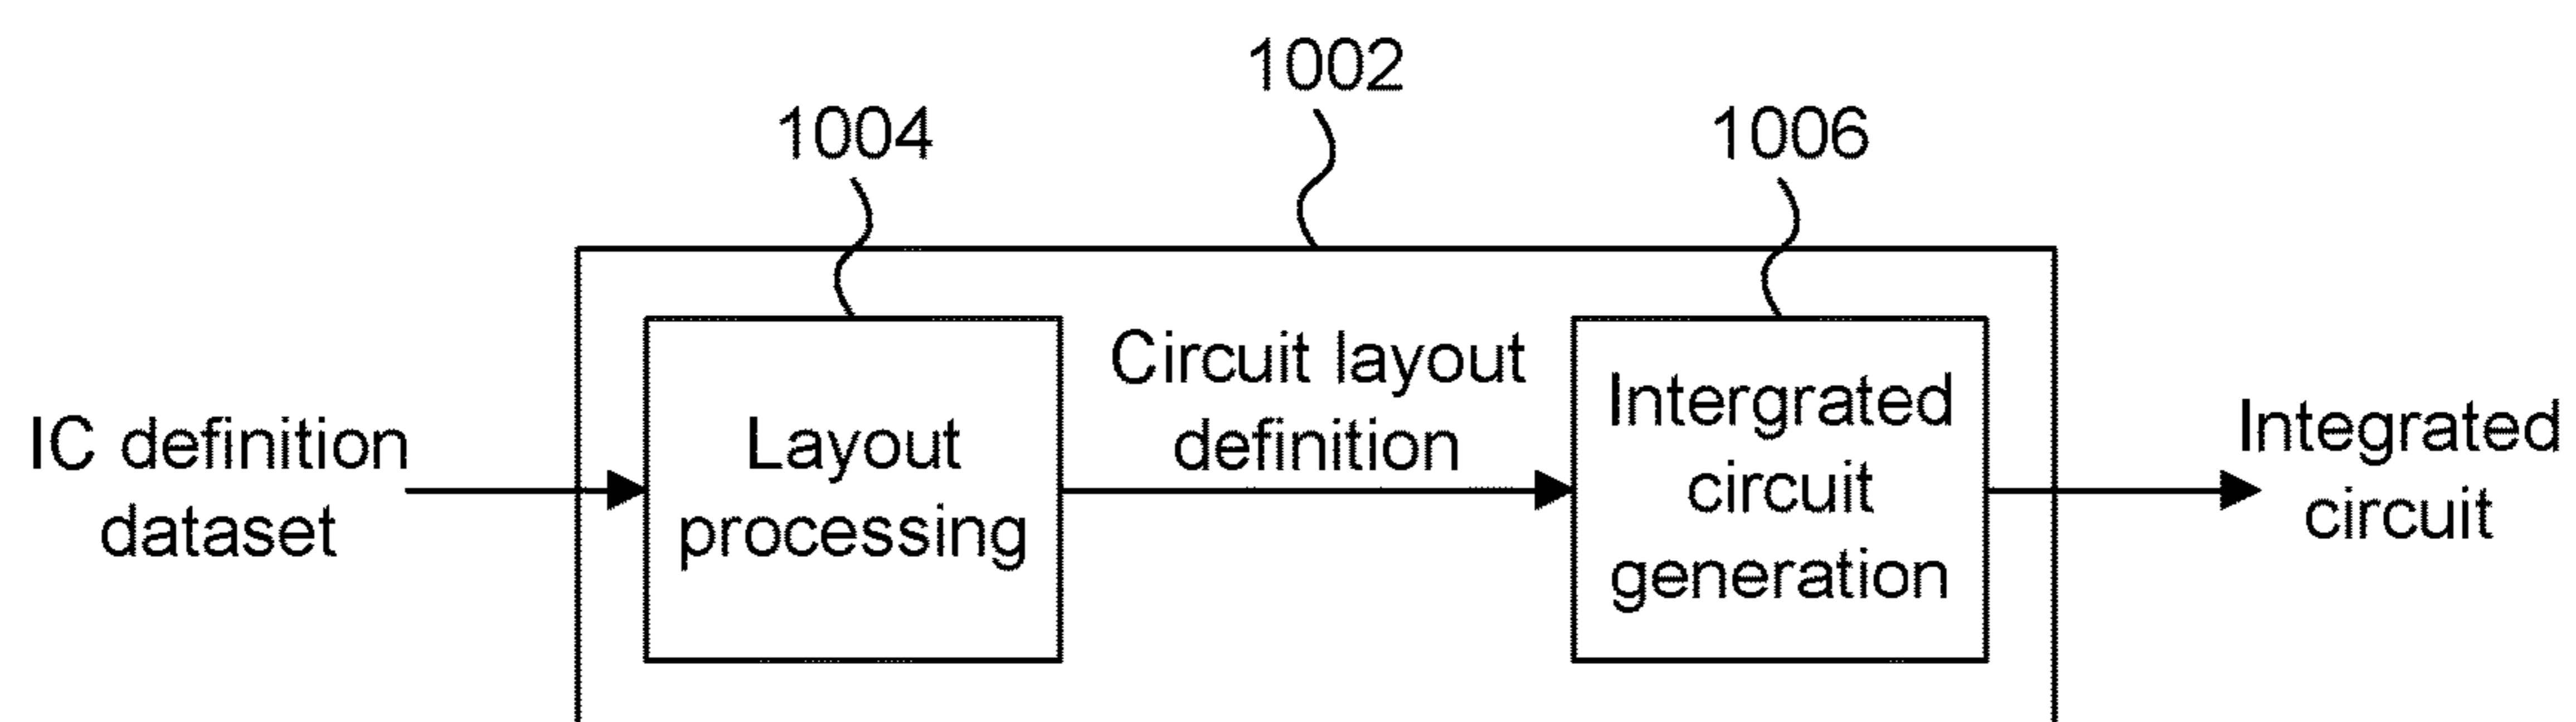 1002
1004
1006
IC definition
dataset
Layout
processing
Circuit layout
definition
Intergrated
circuit
generation
Integrated
circuit